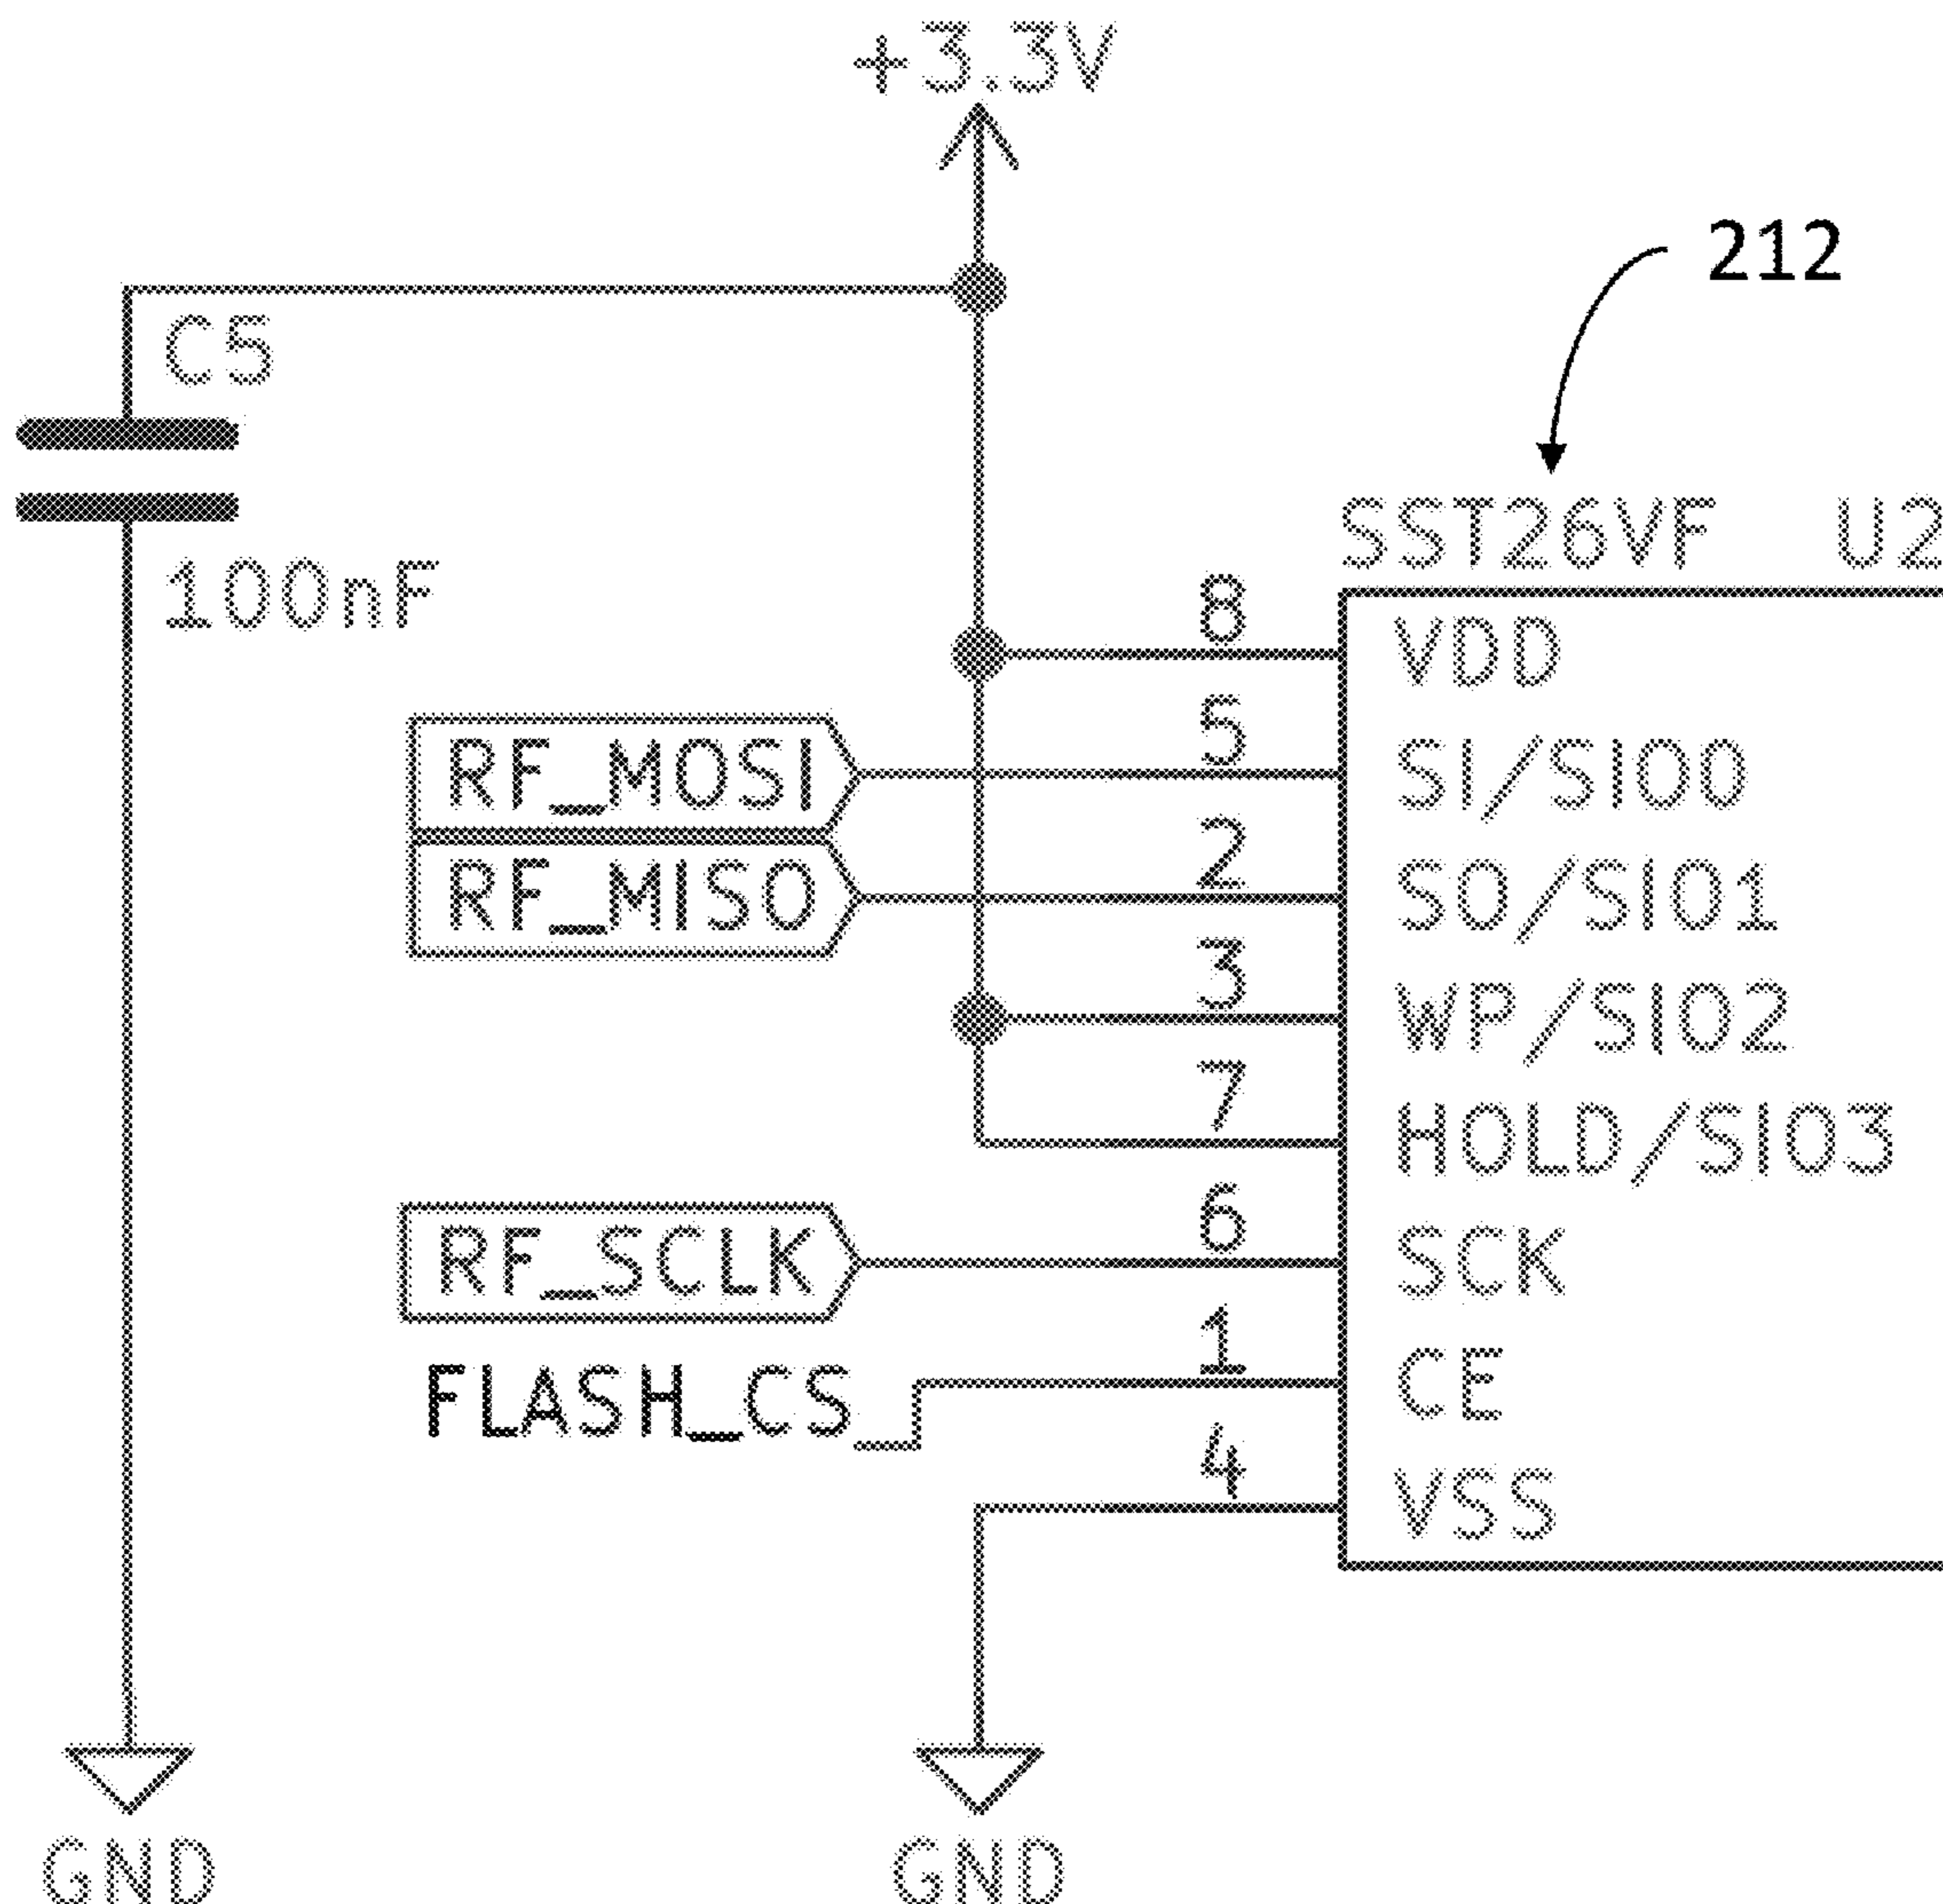 +3.3V
212
C5
SST26VF U2
100nF
8 VDD
RF_MOSI 5 SI/SIO0
RF_MISO 2 SO/SIO1
3 WP/SIO2
7 HOLD/SIO3
RF_SCLK 6 SCK
FLASH_CS 1 CE
4 VSS
GND GND